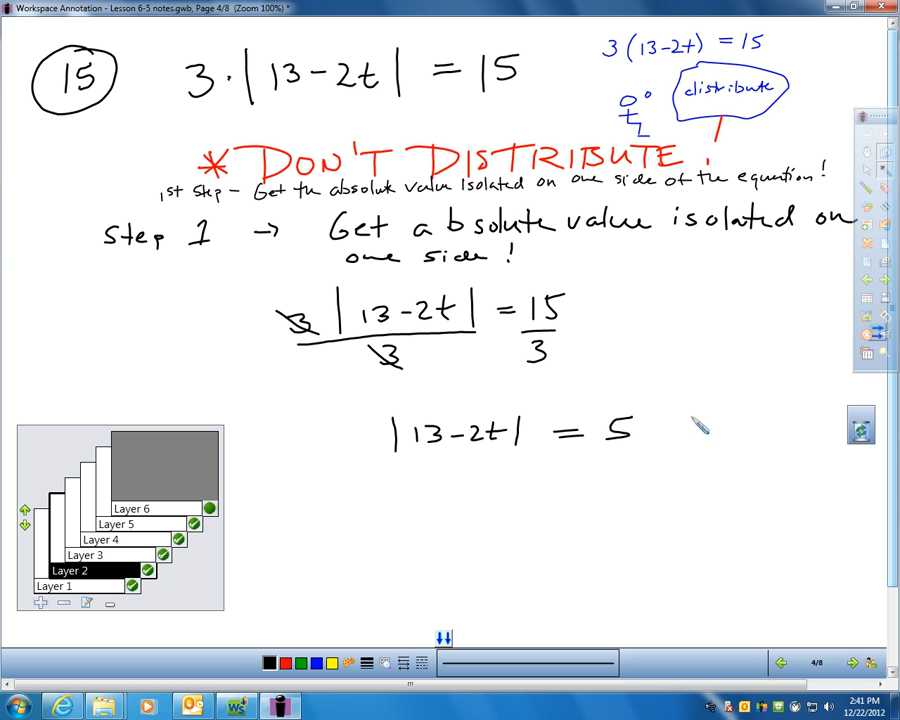 Workspace Annotation - Lesson 6-5 notes.gwb, Page 4/8 (Zoom 100%) *
15
3·|13-2t| = 15
3(13-2t) = 15
distribute
* DON'T DISTRIBUTE!
1st step - Get the absolute value isolated on one side of the equation!
Step 1 → Get absolute value isolated on
one side!
3|13-2t| = 15
3 3
|13-2t| = 5
Layer 6
Layer 5
Layer 4
Layer 3
Layer 2
Layer 1
4/8
2:41 PM
12/22/2012